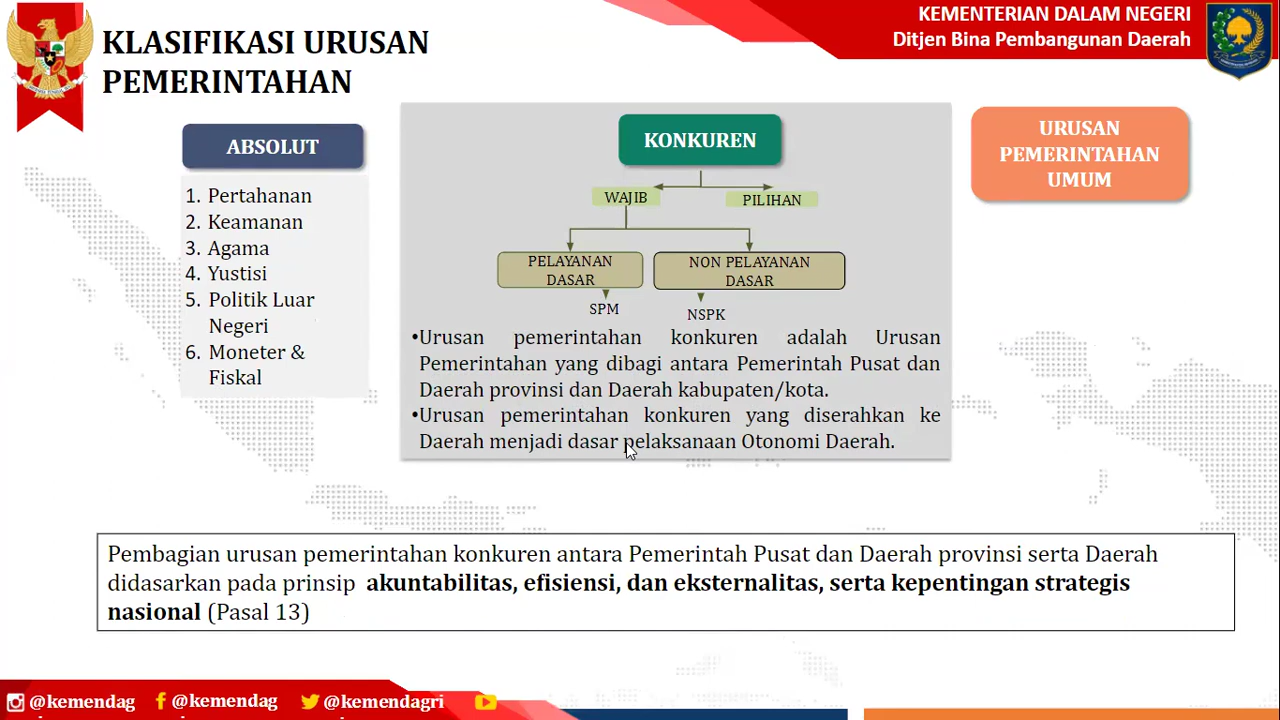 KEMENTERIAN DALAM NEGERI
Ditjen Bina Pembangunan Daerah
KLASIFIKASI URUSAN
PEMERINTAHAN
ABSOLUT
1. Pertahanan
2. Keamanan
3. Agama
4. Yustisi
5. Politik Luar
Negeri
6. Moneter &
Fiskal
KONKUREN
WAJIB
PILIHAN
PELAYANAN
DASAR
NON PELAYANAN
DASAR
SPM
NSPK
•Urusan pemerintahan konkuren adalah Urusan
Pemerintahan yang dibagi antara Pemerintah Pusat dan
Daerah provinsi dan Daerah kabupaten/kota.
•Urusan pemerintahan konkuren yang diserahkan ke
Daerah menjadi dasar pelaksanaan Otonomi Daerah.
URUSAN
PEMERINTAHAN
UMUM
Pembagian urusan pemerintahan konkuren antara Pemerintah Pusat dan Daerah provinsi serta Daerah
didasarkan pada prinsip akuntabilitas, efisiensi, dan eksternalitas, serta kepentingan strategis
nasional (Pasal 13)
@kemendag
@kemendag
@kemendagri